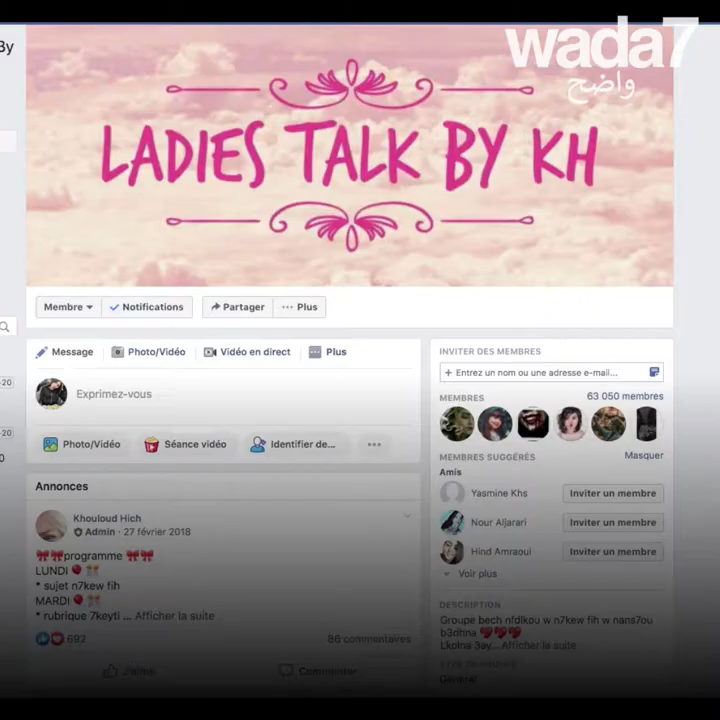 wada7
واضح
By
LADIES TALK BY KH
Membre
Notifications
Partager
Plus
Message
Photo/Vidéo
Vidéo en direct
Plus
Exprimez-vous
Photo/Vidéo
Séance vidéo
Identifier de...
INVITER DES MEMBRES
+ Entrez un nom ou une adresse e-mail...
MEMBRES
63 050 membres
MEMBRES SUGGÉRÉS
Masquer
Amis
Yasmine Khs
Inviter un membre
Nour Aljarari
Inviter un membre
Hind Amraoui
Inviter un membre
Voir plus
Annonces
Khouloud Hich
Admin · 27 février 2018
programme
LUNDI
* sujet n7kew fih
MARDI
* rubrique 7keyti ... Afficher la suite
692
86 commentaires
J'aime
Commenter
DESCRIPTION
Groupe bech nfdlkou w n7kew fih w nans7ou
b3dhna
Lkolna 3ay... Afficher la suite
Général
+20
+20
0